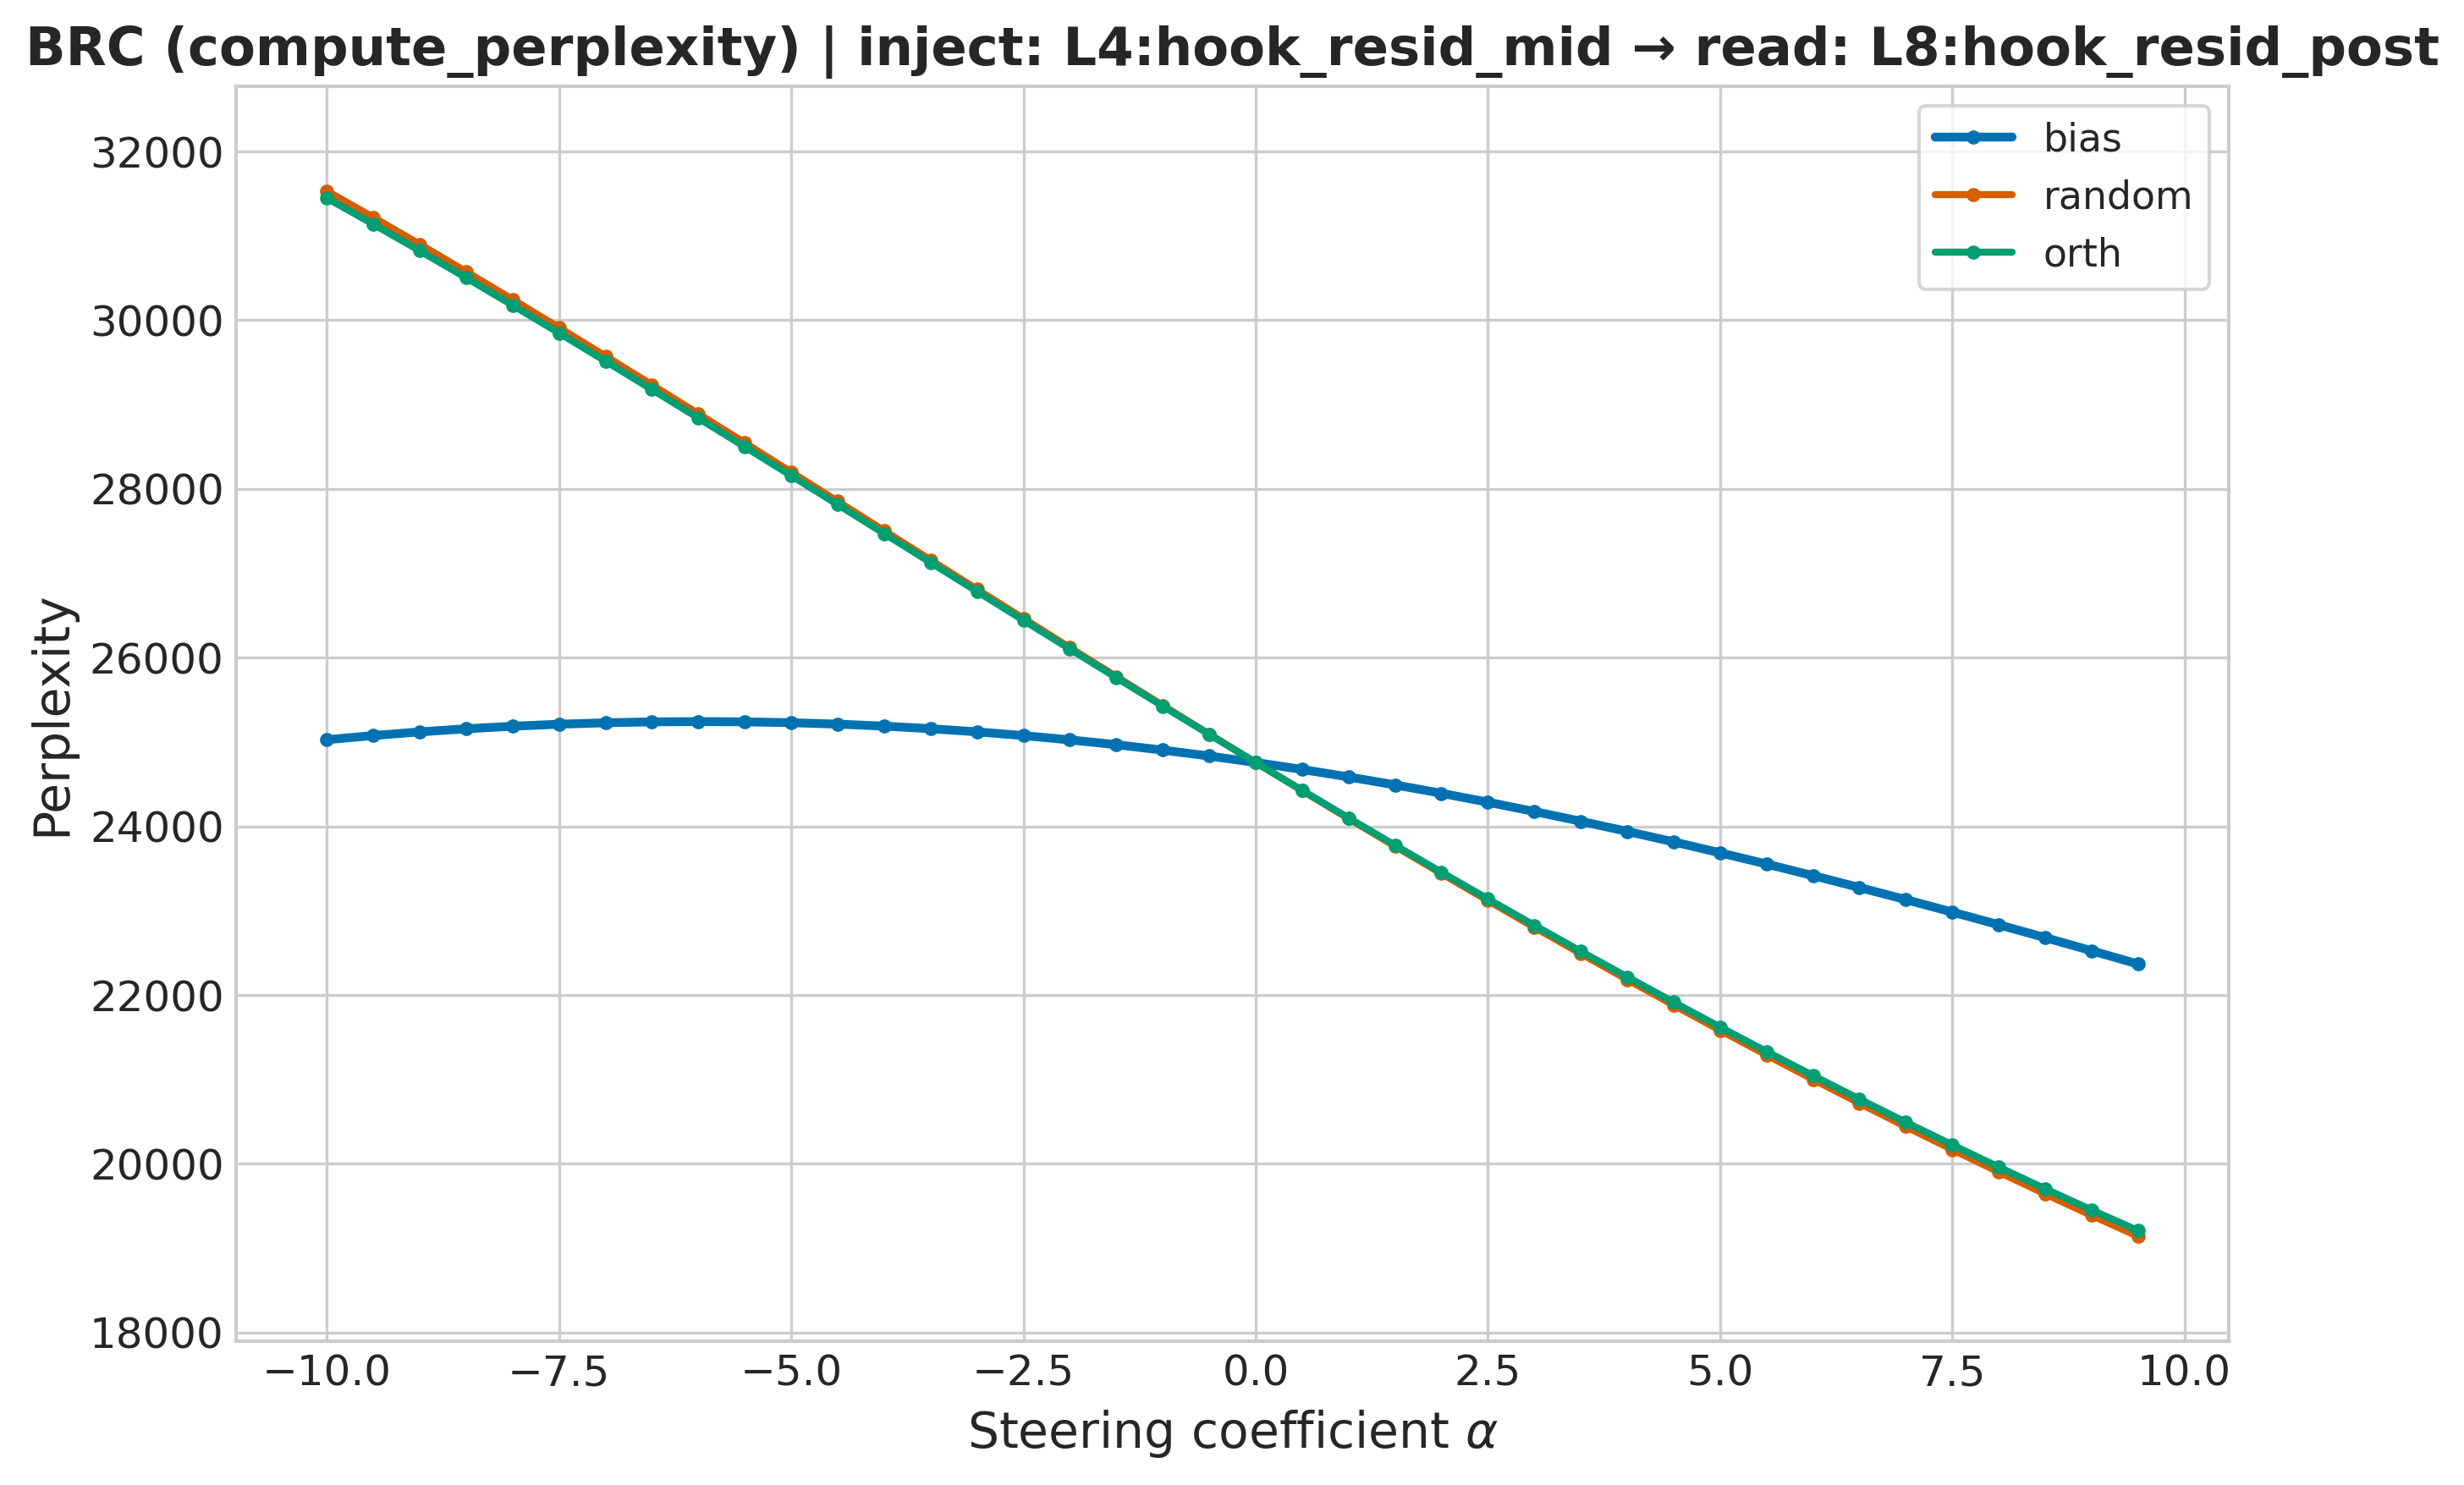 BRC (compute_perplexity) | inject: L4:hook_resid_mid → read: L8:hook_resid_post
bias
random
orth
32000
30000
28000
26000
24000
22000
20000
18000
Perplexity
−10.0 −7.5 −5.0 −2.5 0.0 2.5 5.0 7.5 10.0
Steering coefficient α